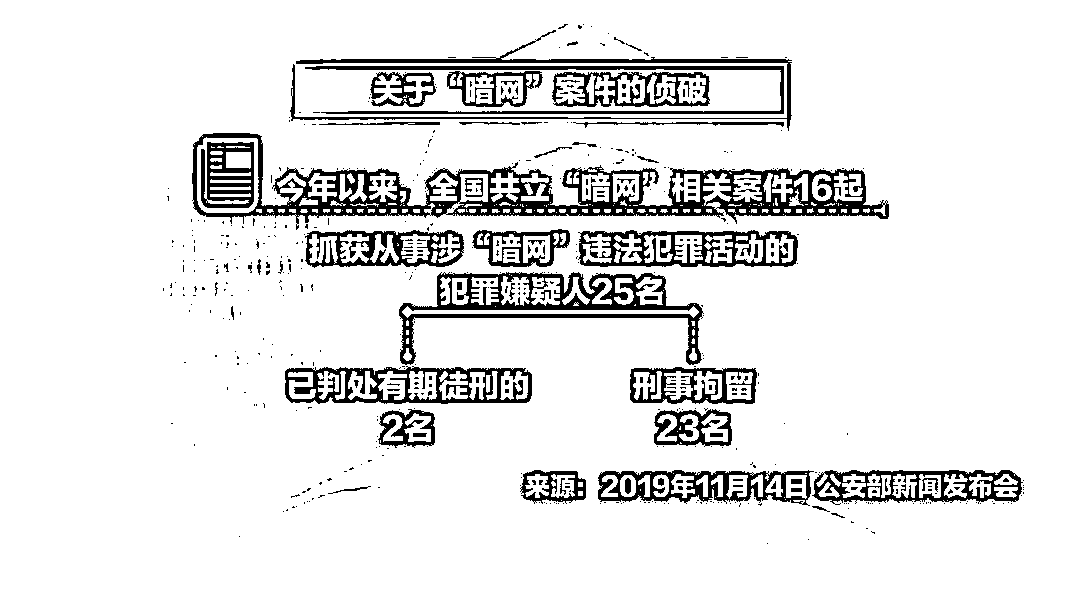 关于“暗网”案件的侦破
今年以来，全国共立“暗网”相关案件16起
抓获从事涉“暗网”违法犯罪活动的
犯罪嫌疑人25名
已判处有期徒刑的
2名
刑事拘留
23名
来源：2019年11月14日 公安部新闻发布会